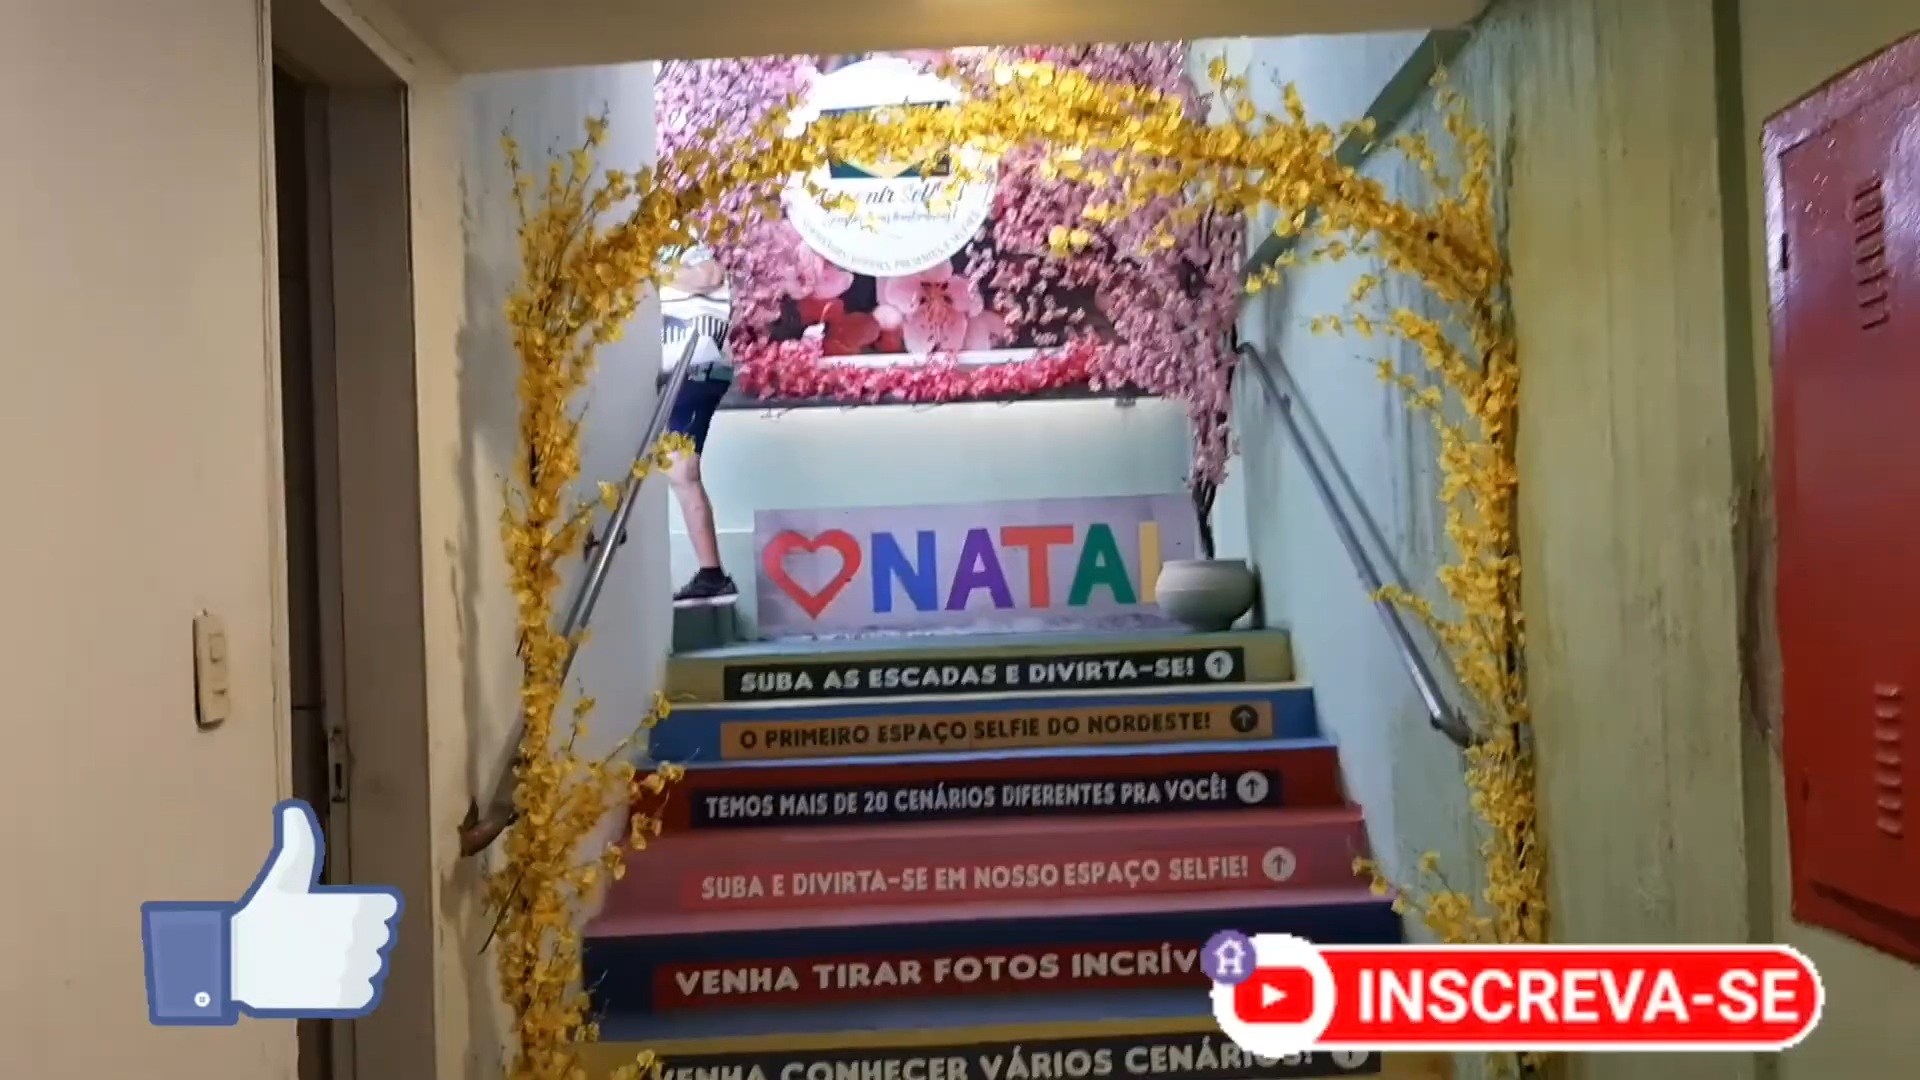 NATAL
SUBA AS ESCADAS E DIVIRTA-SE!
O PRIMEIRO ESPAÇO SELFIE DO NORDESTE!
TEMOS MAIS DE 20 CENÁRIOS DIFERENTES PRA VOCÊ!
SUBA E DIVIRTA-SE EM NOSSO ESPAÇO SELFIE!
VENHA TIRAR FOTOS
INSCREVA-SE
VENHA CONHECER VÁRIOS CENÁRIOS!